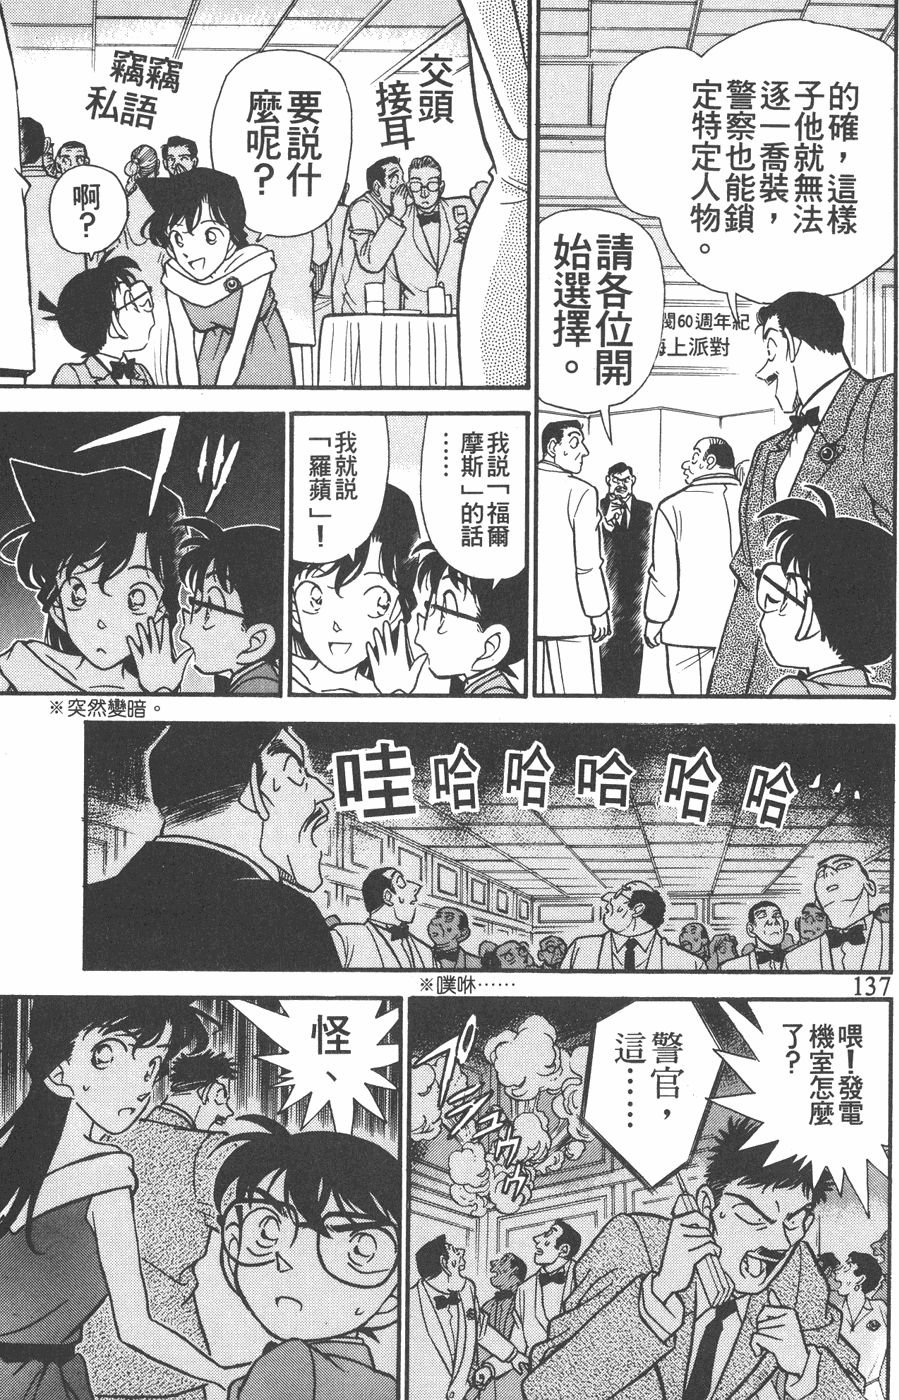 的確，這樣
子他就無法
逐一喬裝，
警察也能鎖
定特定人物。
請各位開
始選擇。
60週年紀
海上派對
交頭
接耳
要說什
麼呢？
竊竊
私語
啊？
我說「福爾
摩斯」的話
……
我就說
「羅蘋」！
※突然變暗。
哇哈哈哈哈哈
※噗咻……
137
喂！發電
機室怎麼
了？
警官，
這……
怪、